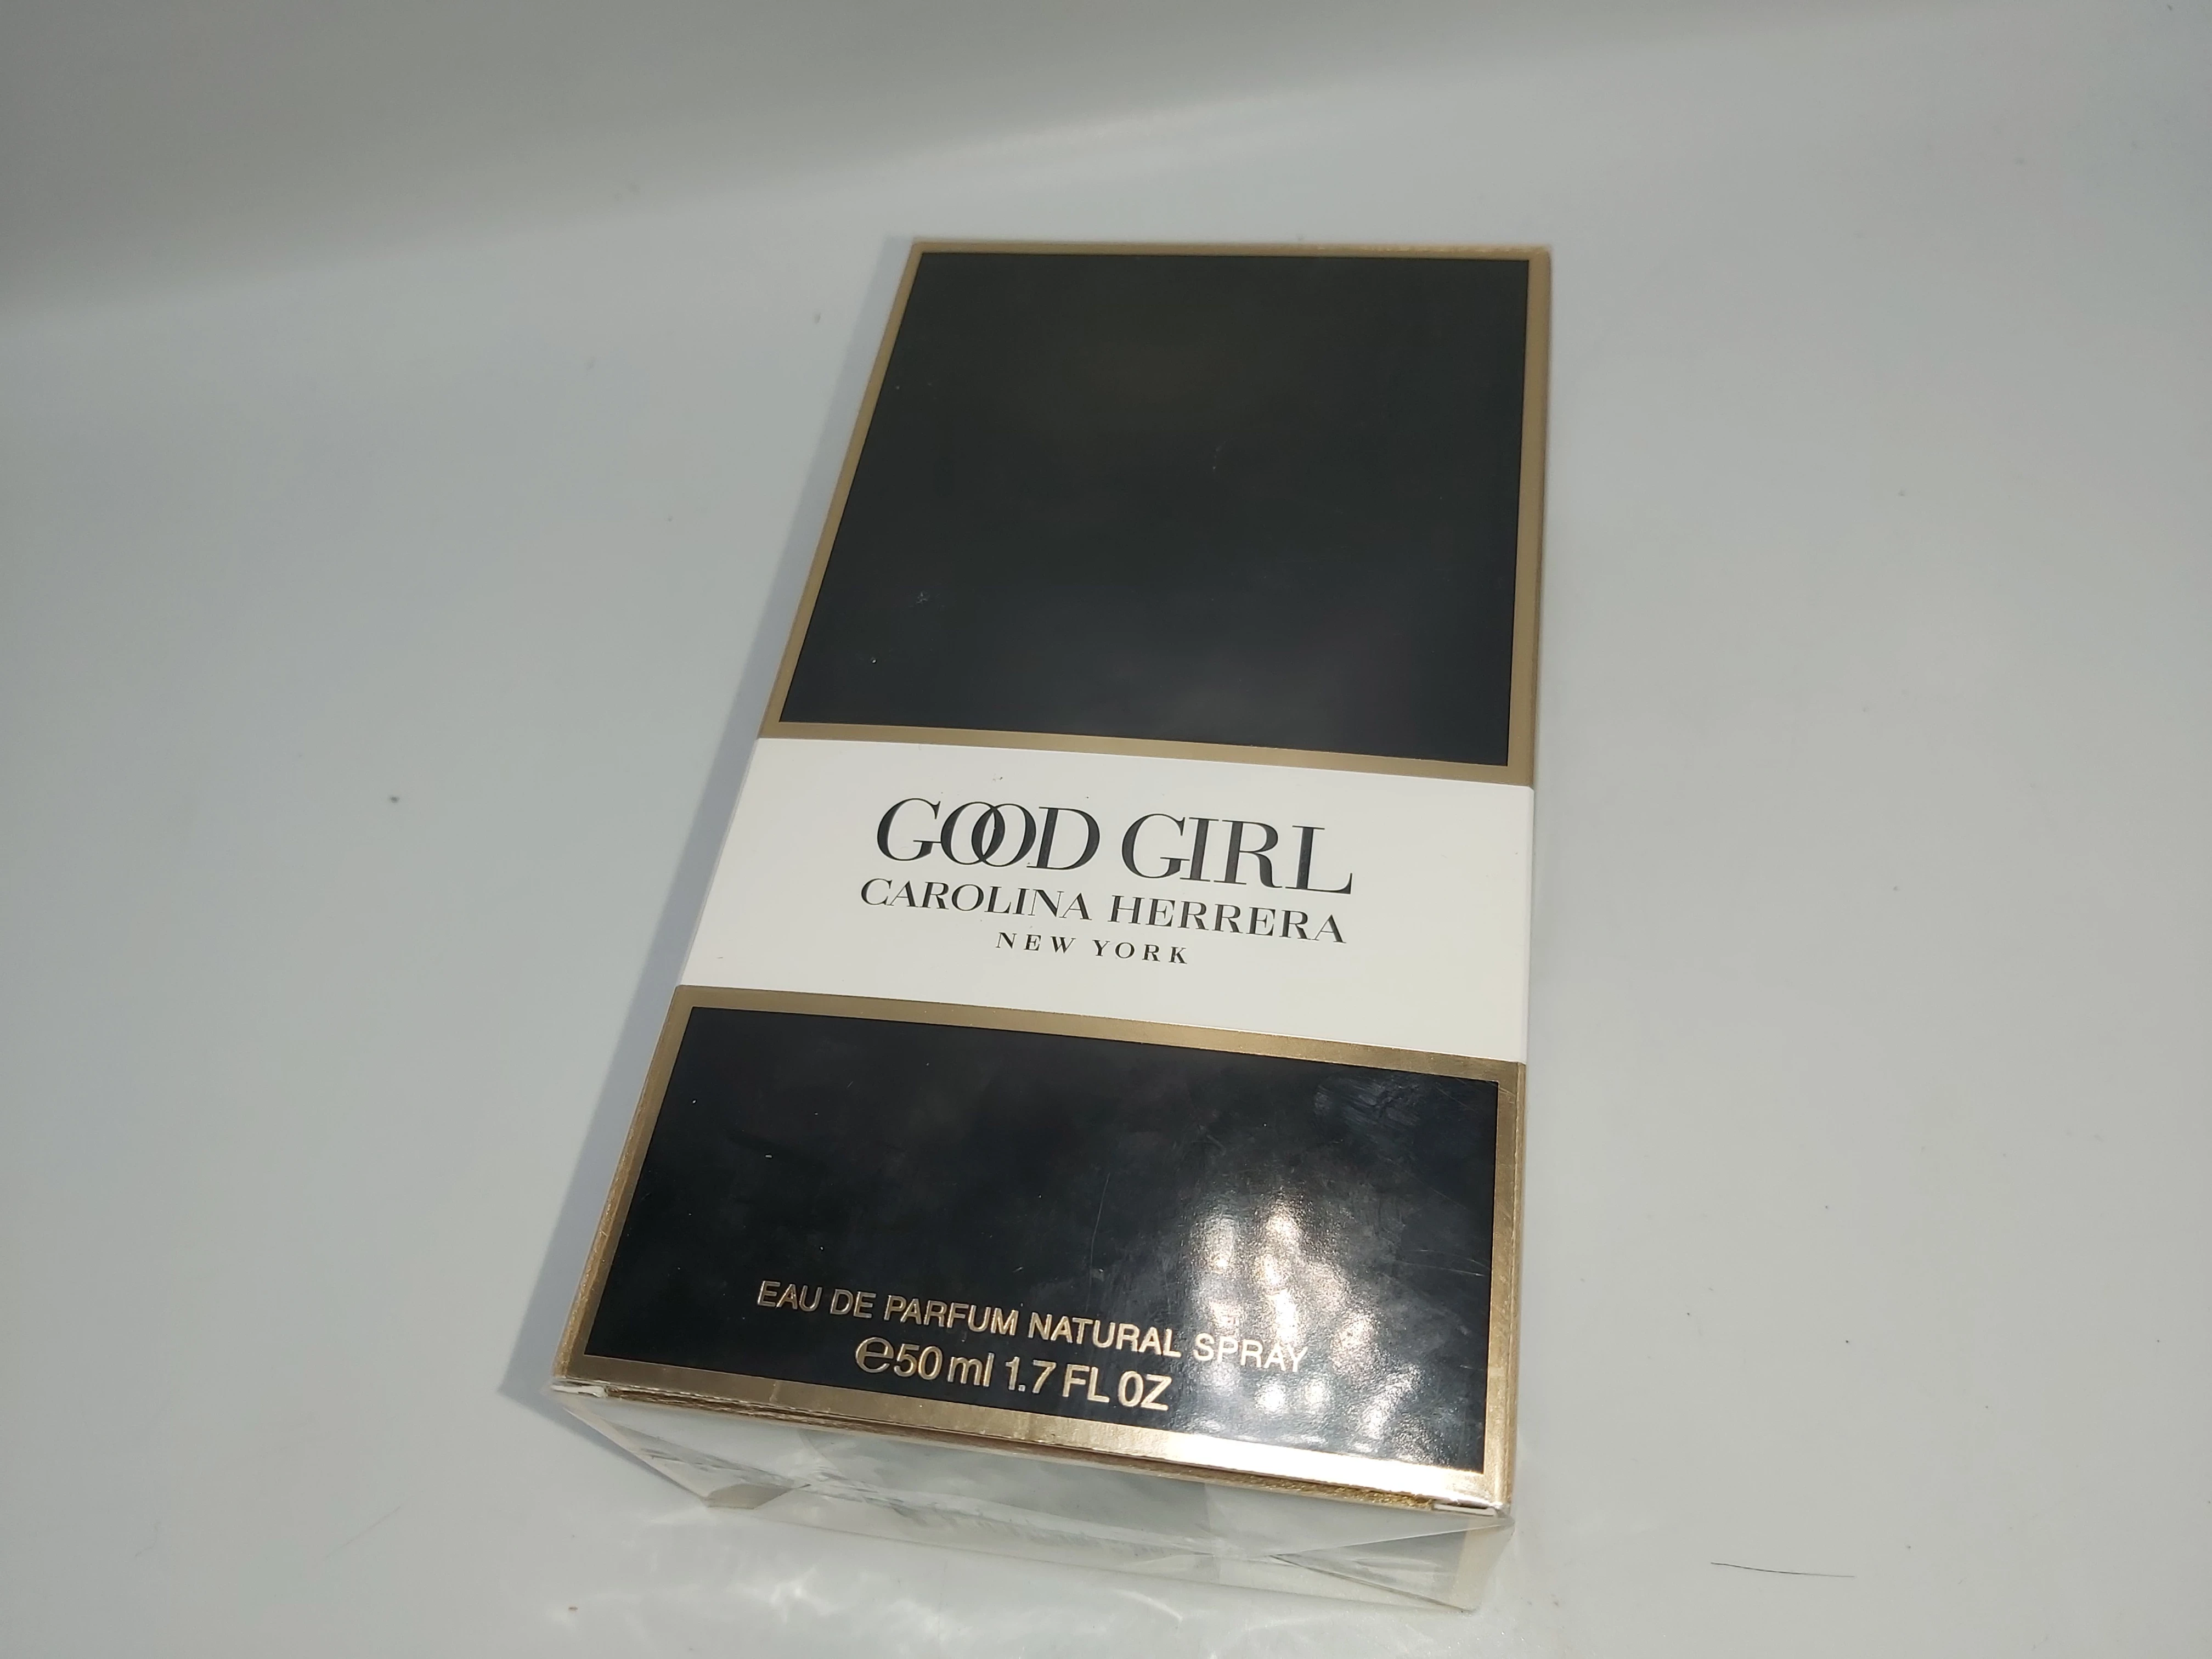 GOOD GIRL
CAROLINA HERRERA
NEW YORK
EAU DE PARFUM NATURAL SPRAY
℮50 ml 1.7 FL OZ